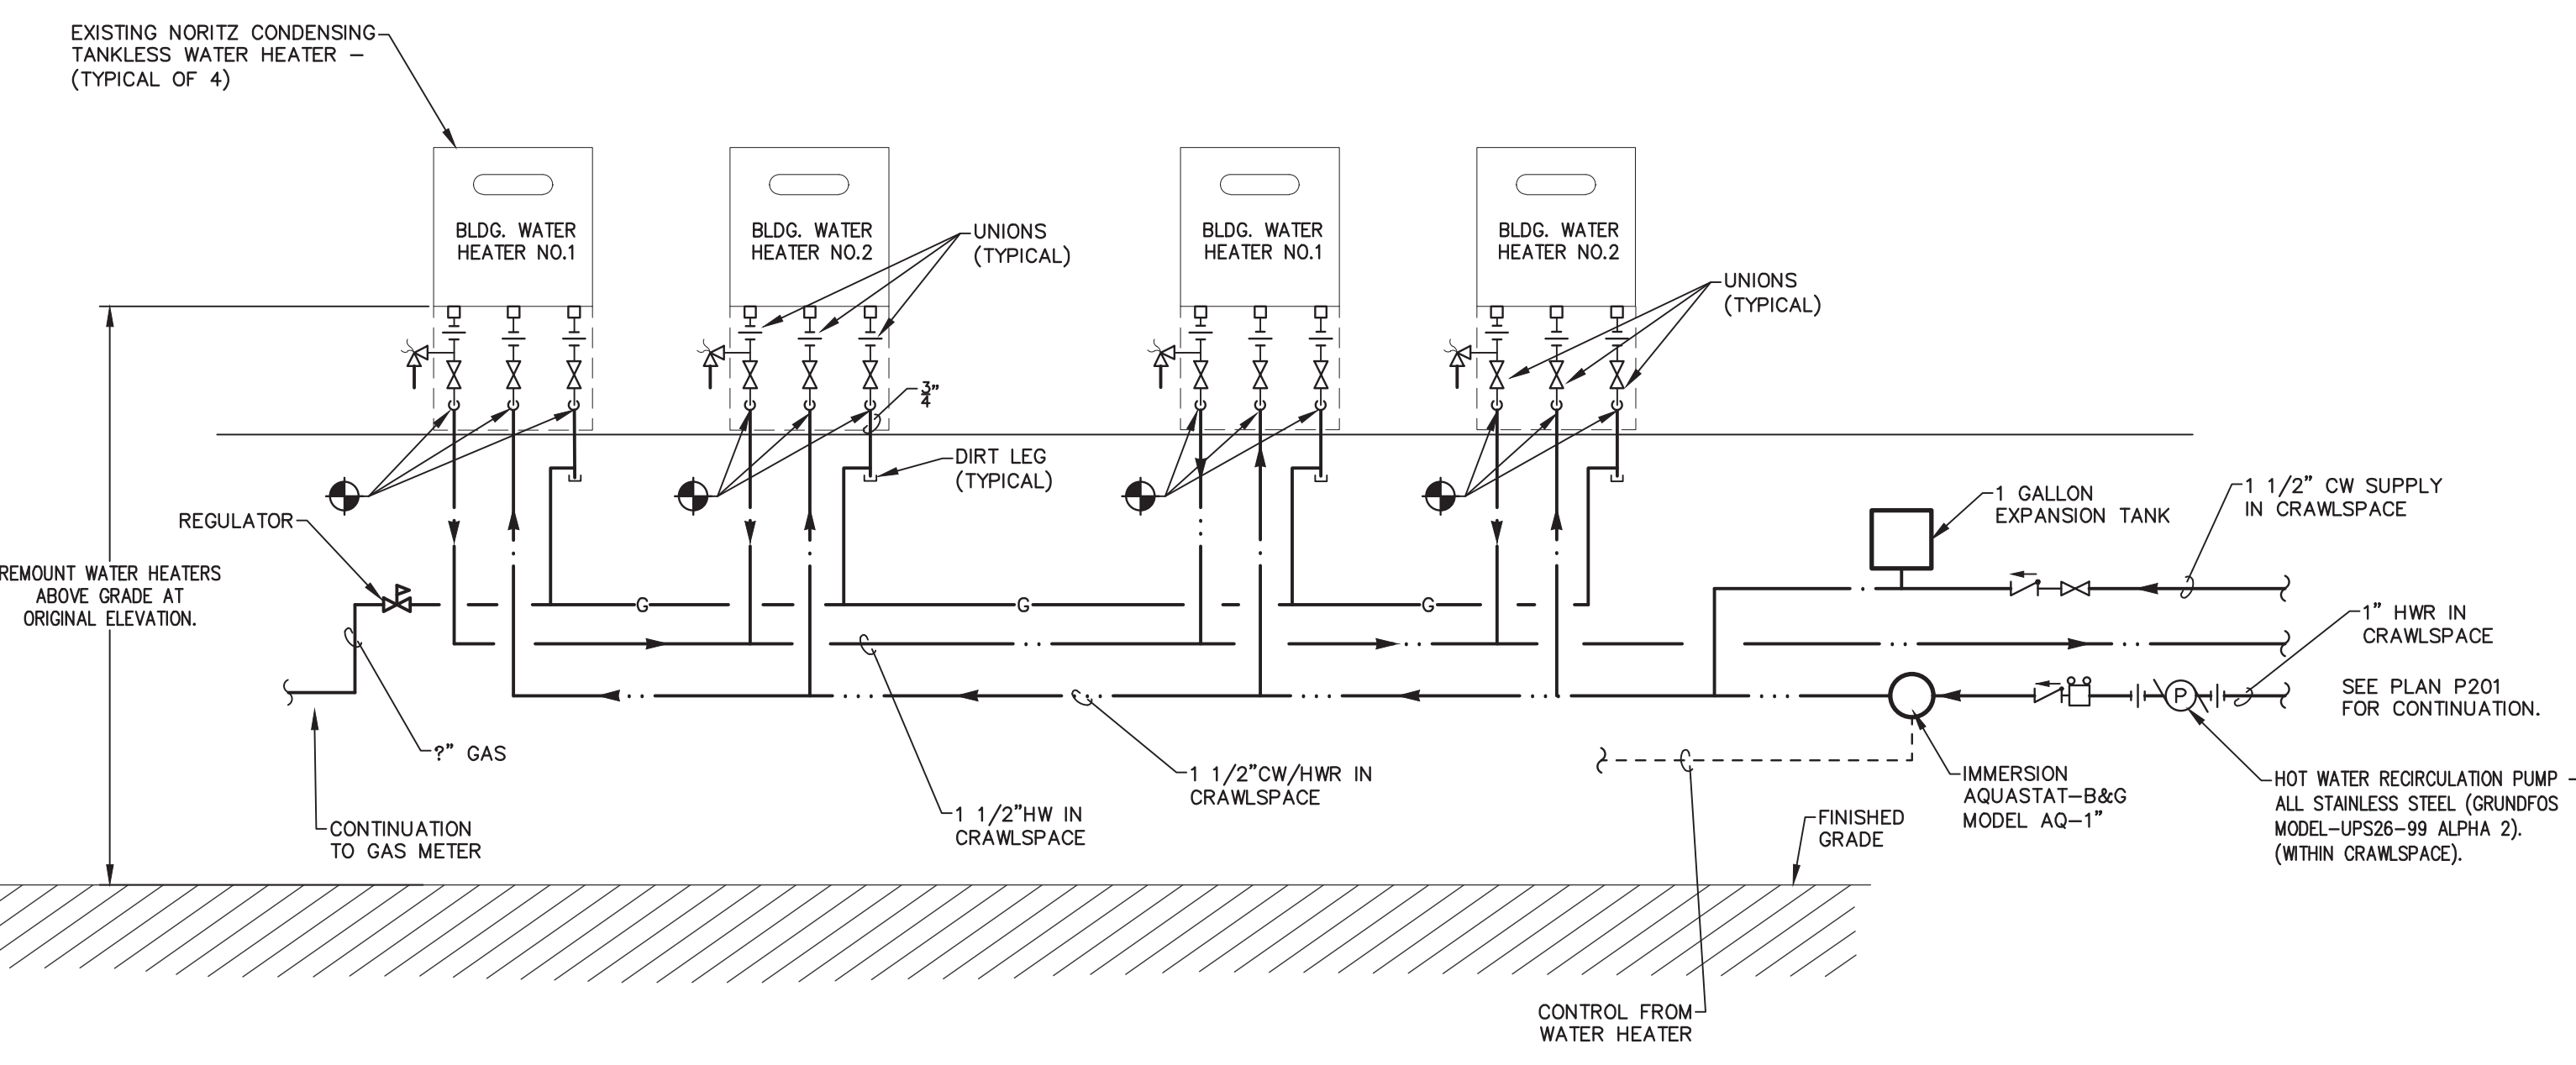 EXISTING NORITZ CONDENSING
TANKLESS WATER HEATER –
(TYPICAL OF 4)
BLDG. WATER
HEATER NO.1
BLDG. WATER
HEATER NO.2
UNIONS
(TYPICAL)
BLDG. WATER
HEATER NO.1
BLDG. WATER
HEATER NO.2
UNIONS
(TYPICAL)
3/4"
DIRT LEG
(TYPICAL)
REGULATOR
REMOUNT WATER HEATERS
ABOVE GRADE AT
ORIGINAL ELEVATION.
G
G
G
1 GALLON
EXPANSION TANK
1 1/2" CW SUPPLY
IN CRAWLSPACE
1" HWR IN
CRAWLSPACE
SEE PLAN P201
FOR CONTINUATION.
P
?" GAS
CONTINUATION
TO GAS METER
1 1/2"HW IN
CRAWLSPACE
1 1/2"CW/HWR IN
CRAWLSPACE
IMMERSION
AQUASTAT–B&G
MODEL AQ–1"
HOT WATER RECIRCULATION PUMP –
ALL STAINLESS STEEL (GRUNDFOS
MODEL–UPS26–99 ALPHA 2).
(WITHIN CRAWLSPACE).
FINISHED
GRADE
CONTROL FROM
WATER HEATER